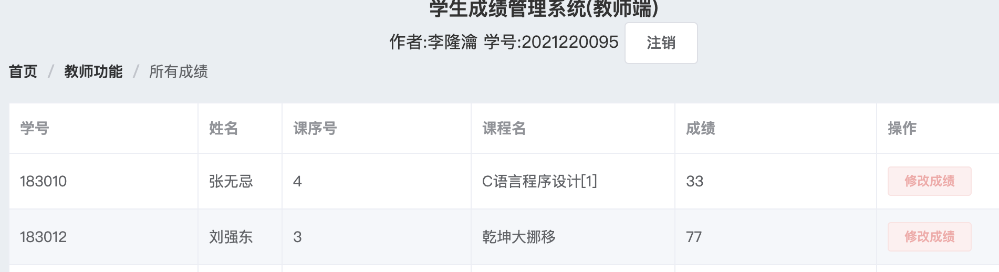 学生成绩管理系统(教师端)
作者:李隆瀹 学号:2021220095 注销
首页 / 教师功能 / 所有成绩
学号 姓名 课序号 课程名 成绩 操作
183010 张无忌 4 C语言程序设计[1] 33 修改成绩
183012 刘强东 3 乾坤大挪移 77 修改成绩